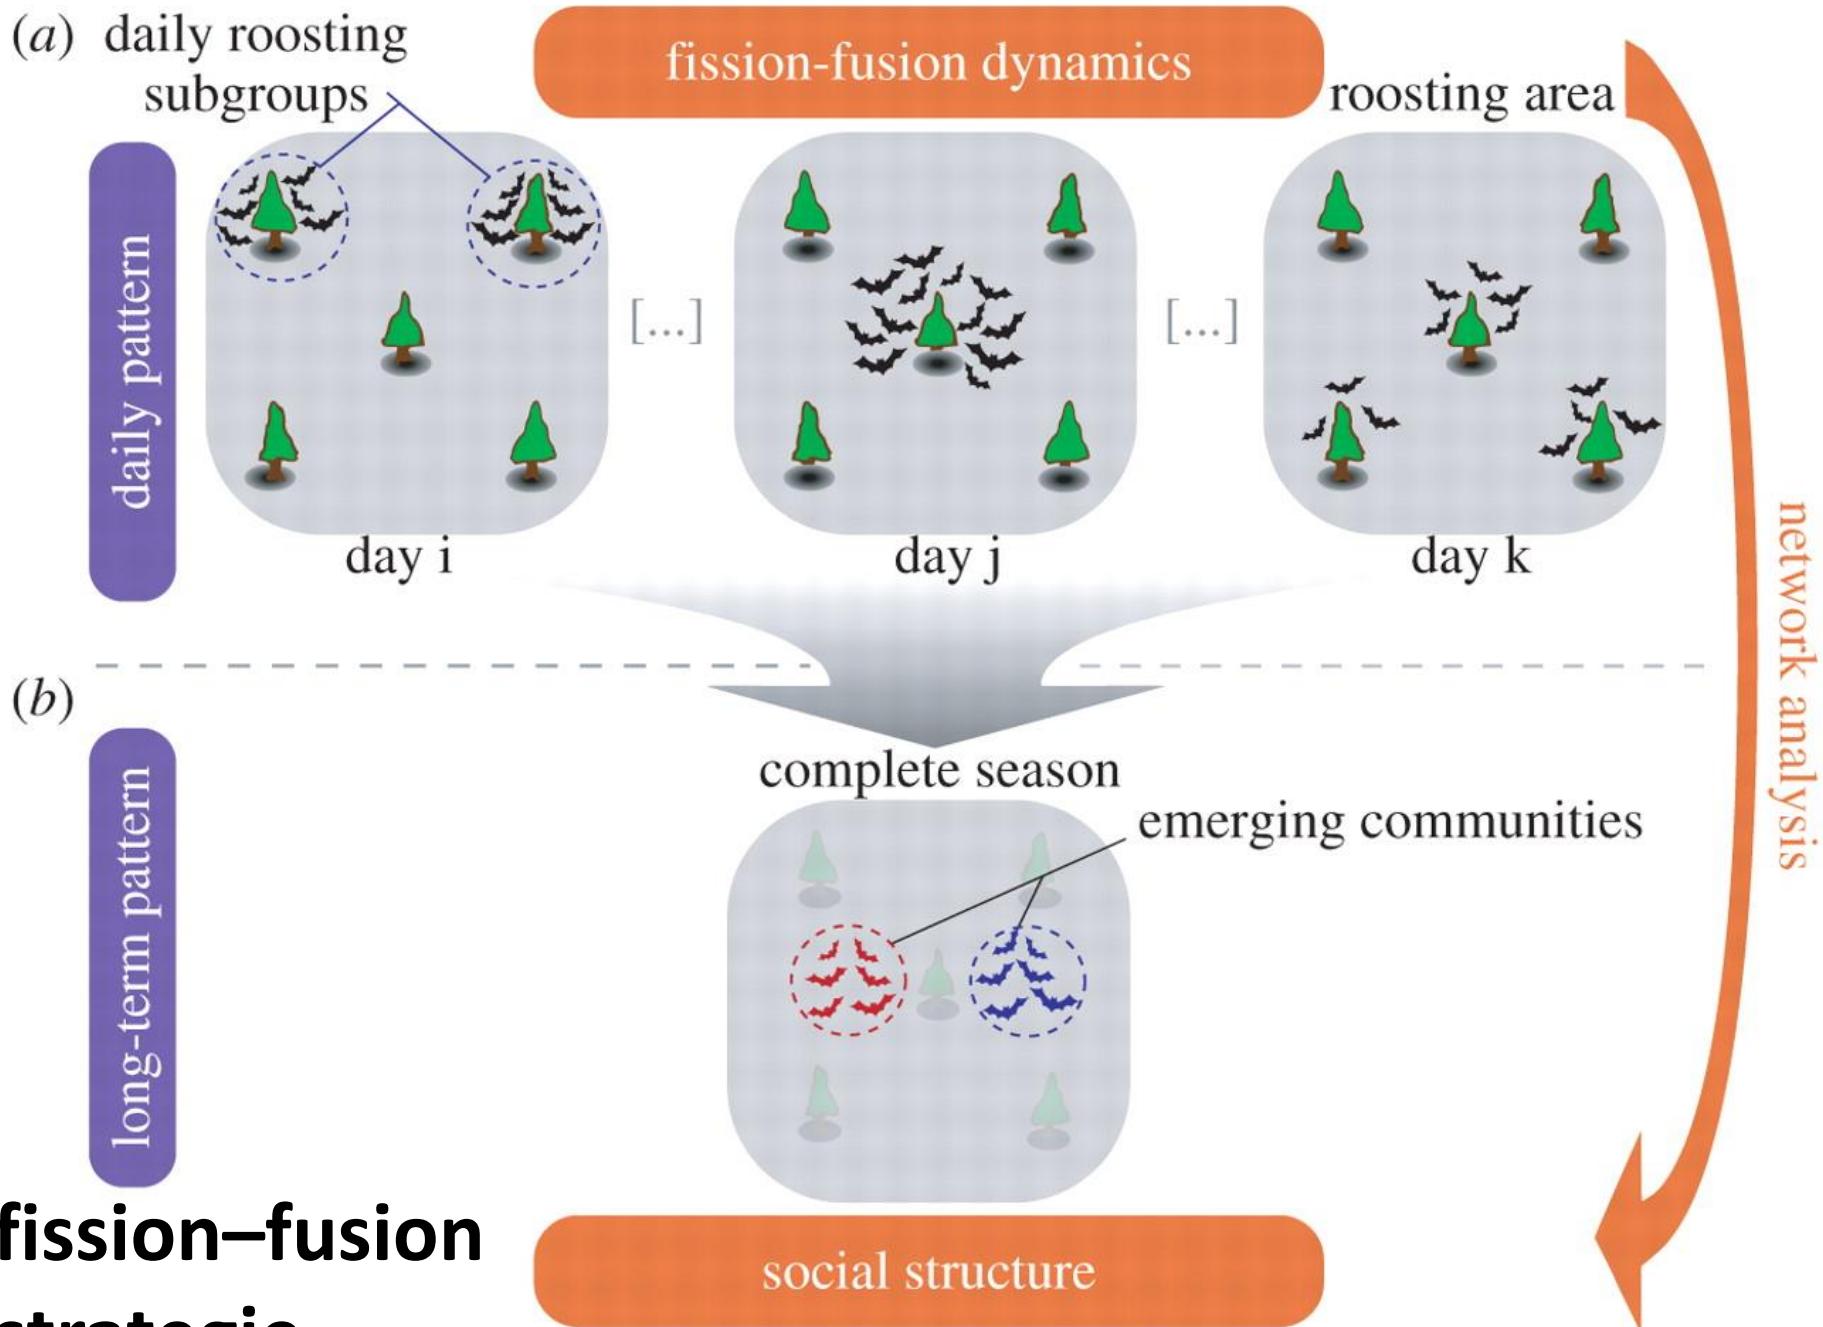 (a) daily roosting
subgroups
fission-fusion dynamics
roosting area
daily pattern
[...]
[...]
day i
day j
day k
network analysis
(b)
long-term pattern
complete season
emerging communities
fission–fusion
strategie
social structure